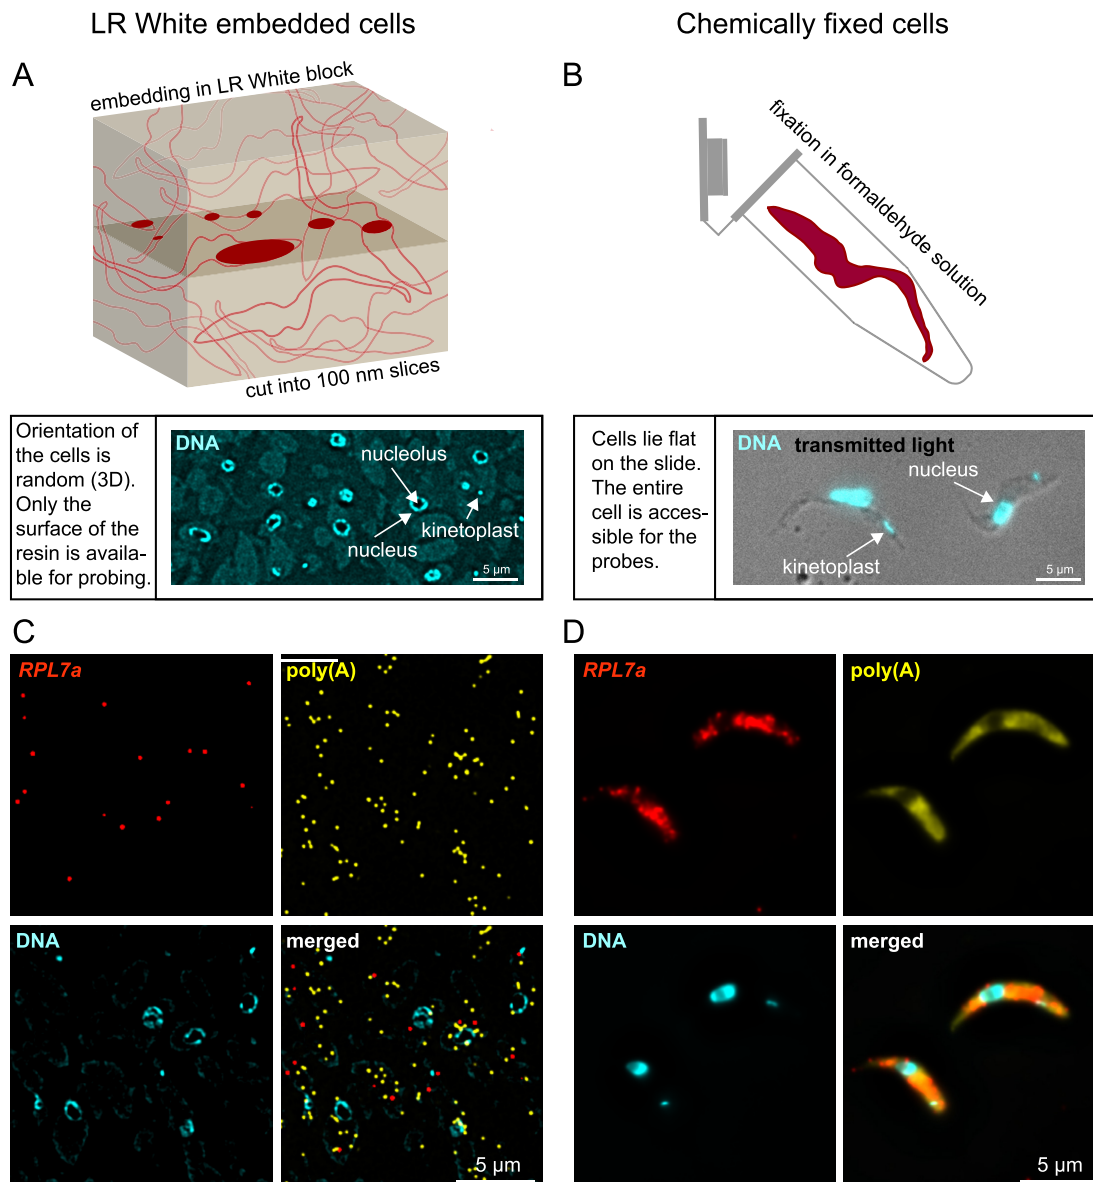 LR White embedded cells
Chemically fixed cells
A
embedding in LR White block
cut into 100 nm slices
B
fixation in formaldehyde solution
Orientation of
the cells is
random (3D).
Only the
surface of the
resin is availa-
ble for probing.
DNA
nucleolus
nucleus
kinetoplast
5 µm
Cells lie flat
on the slide.
The entire
cell is acces-
sible for the
probes.
DNA transmitted light
nucleus
kinetoplast
5 µm
C
RPL7a
poly(A)
DNA
merged
5 µm
D
RPL7a
poly(A)
DNA
merged
5 µm